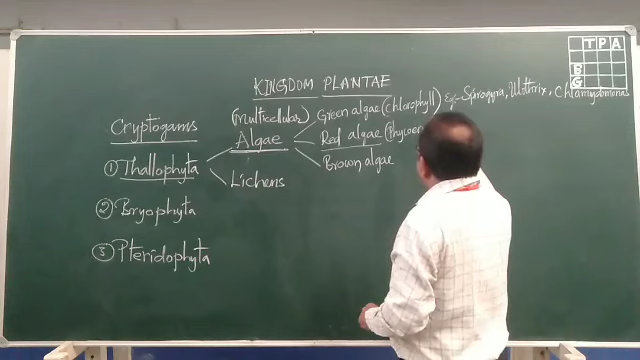 T P A
B
G
KINGDOM PLANTAE
(Multicellular) Green algae (chlorophyll) Eg:- Spirogyra, Ulothrix, Chlamydomonas
Cryptogams Algae Red algae (Phycoer
① Thallophyta Brown algae
Lichens
② Bryophyta
③ Pteridophyta